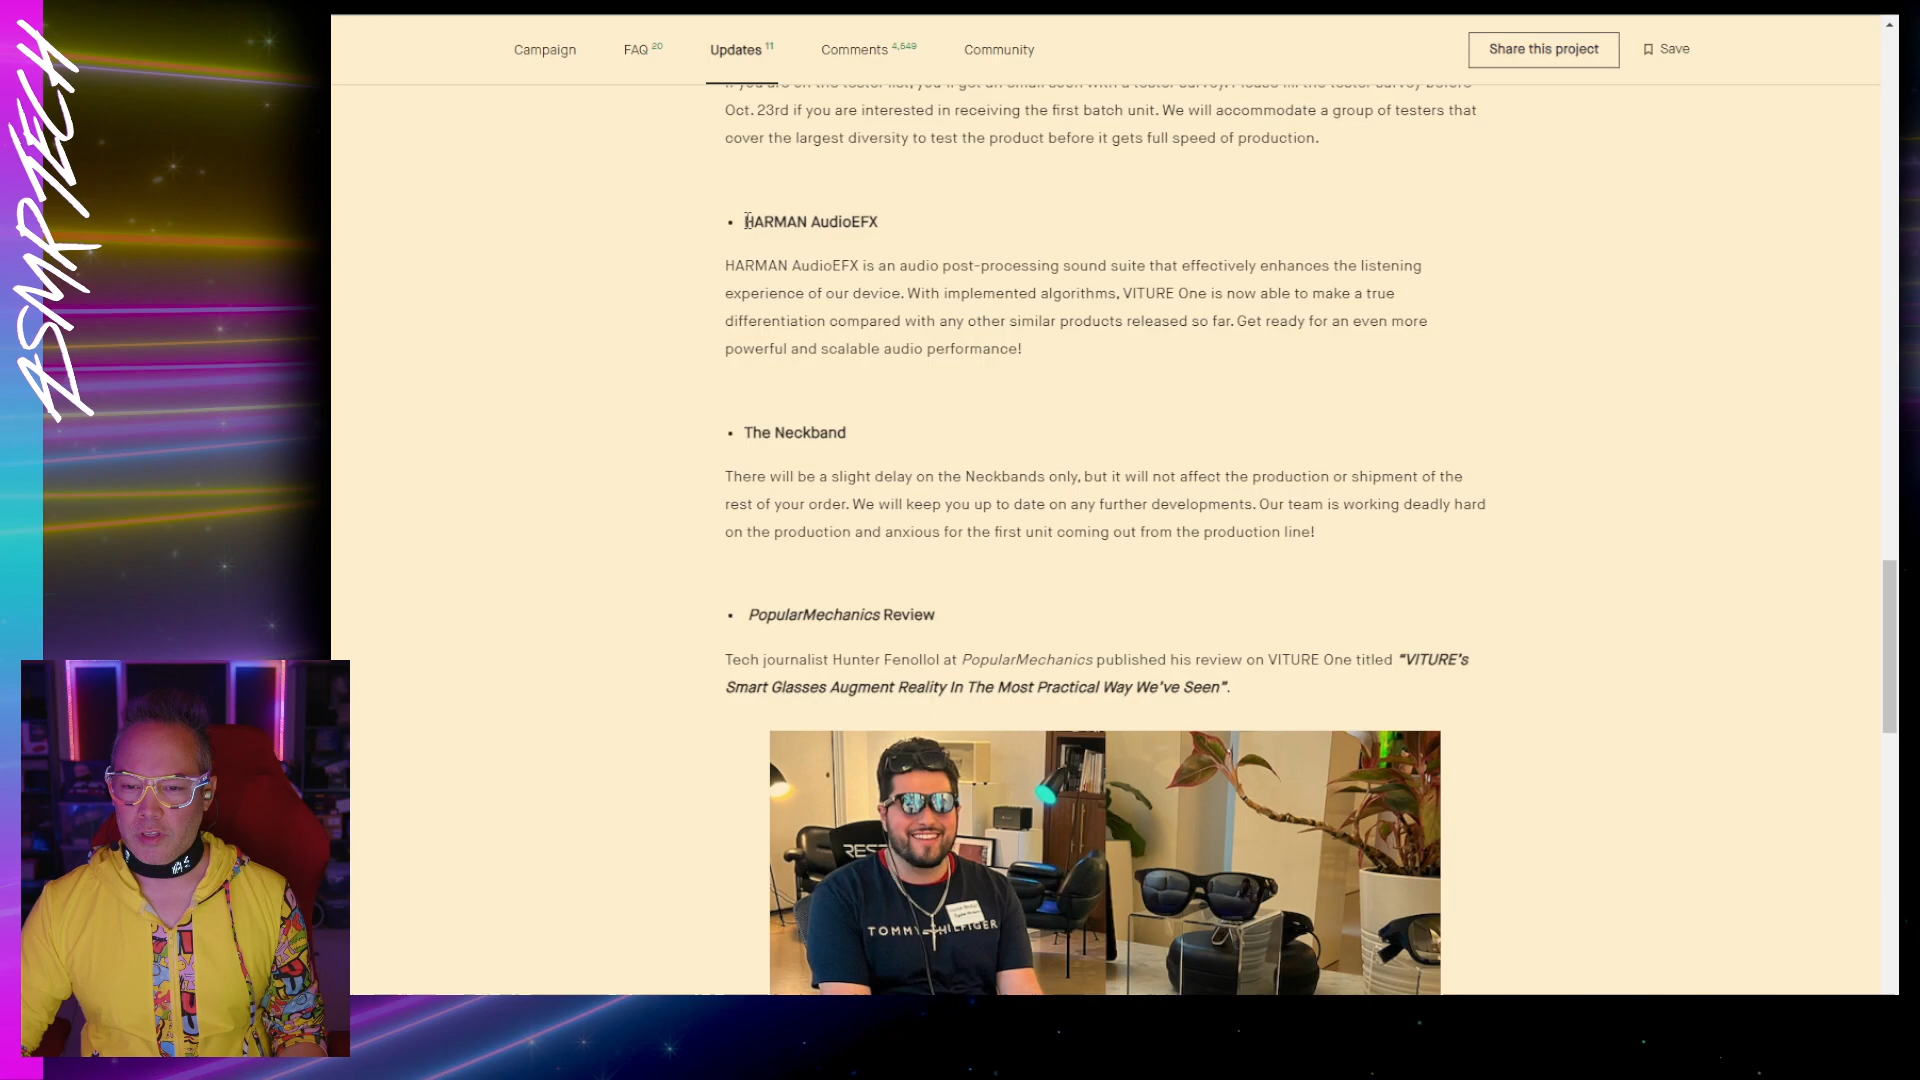 ASMRTECH
Campaign
FAQ 20
Updates 11
Comments 4,549
Community
Share this project
Save
Oct. 23rd if you are interested in receiving the first batch unit. We will accommodate a group of testers that
cover the largest diversity to test the product before it gets full speed of production.
• HARMAN AudioEFX
HARMAN AudioEFX is an audio post-processing sound suite that effectively enhances the listening
experience of our device. With implemented algorithms, VITURE One is now able to make a true
differentiation compared with any other similar products released so far. Get ready for an even more
powerful and scalable audio performance!
• The Neckband
There will be a slight delay on the Neckbands only, but it will not affect the production or shipment of the
rest of your order. We will keep you up to date on any further developments. Our team is working deadly hard
on the production and anxious for the first unit coming out from the production line!
• PopularMechanics Review
Tech journalist Hunter Fenollol at PopularMechanics published his review on VITURE One titled “VITURE’s
Smart Glasses Augment Reality In The Most Practical Way We’ve Seen”.
TOMMY HILFIGER